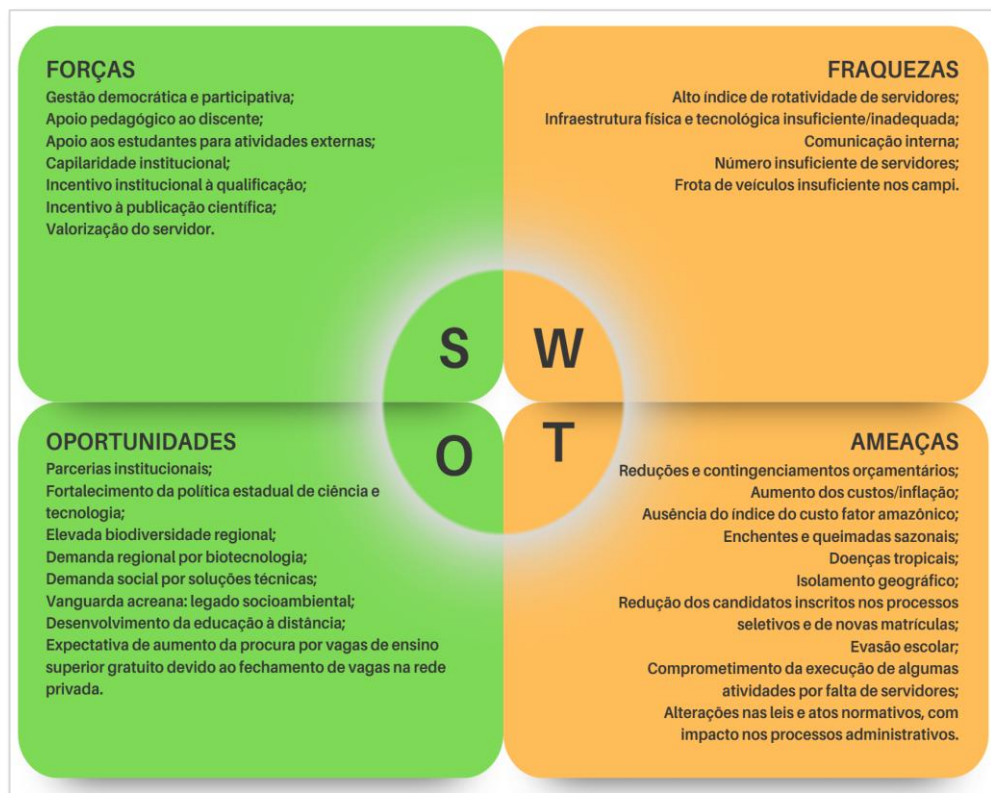 FORÇAS
Gestão democrática e participativa;
Apoio pedagógico ao discente;
Apoio aos estudantes para atividades externas;
Capilaridade institucional;
Incentivo institucional à qualificação;
Incentivo à publicação científica;
Valorização do servidor.
FRAQUEZAS
Alto índice de rotatividade de servidores;
Infraestrutura física e tecnológica insuficiente/inadequada;
Comunicação interna;
Número insuficiente de servidores;
Frota de veículos insuficiente nos campi.
S
W
O
T
OPORTUNIDADES
Parcerias institucionais;
Fortalecimento da política estadual de ciência e
tecnologia;
Elevada biodiversidade regional;
Demanda regional por biotecnologia;
Demanda social por soluções técnicas;
Vanguarda acreana: legado socioambiental;
Desenvolvimento da educação à distância;
Expectativa de aumento da procura por vagas de ensino
superior gratuito devido ao fechamento de vagas na rede
privada.
AMEAÇAS
Reduções e contingenciamentos orçamentários;
Aumento dos custos/inflação;
Ausência do índice do custo fator amazônico;
Enchentes e queimadas sazonais;
Doenças tropicais;
Isolamento geográfico;
Redução dos candidatos inscritos nos processos
seletivos e de novas matrículas;
Evasão escolar;
Comprometimento da execução de algumas
atividades por falta de servidores;
Alterações nas leis e atos normativos, com
impacto nos processos administrativos.